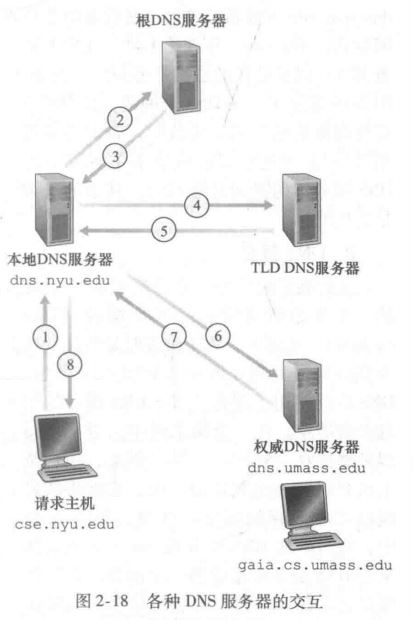 根DNS服务器
2
3
4
5
本地DNS服务器
dns.nyu.edu
TLD DNS服务器
1
8
7
6
请求主机
cse.nyu.edu
权威DNS服务器
dns.umass.edu
gaia.cs.umass.edu
图 2-18 各种 DNS 服务器的交互